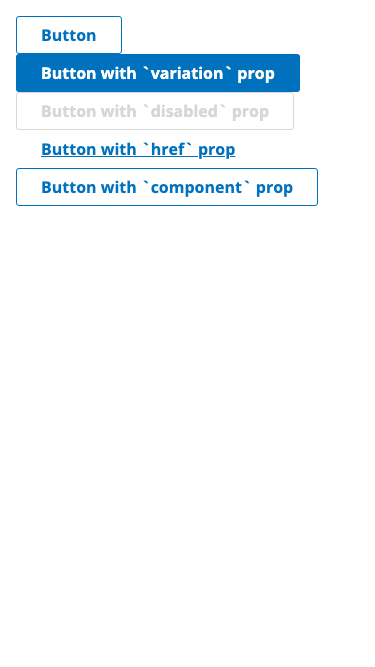 Button
Button with `variation` prop
Button with `disabled` prop
Button with `href` prop
Button with `component` prop